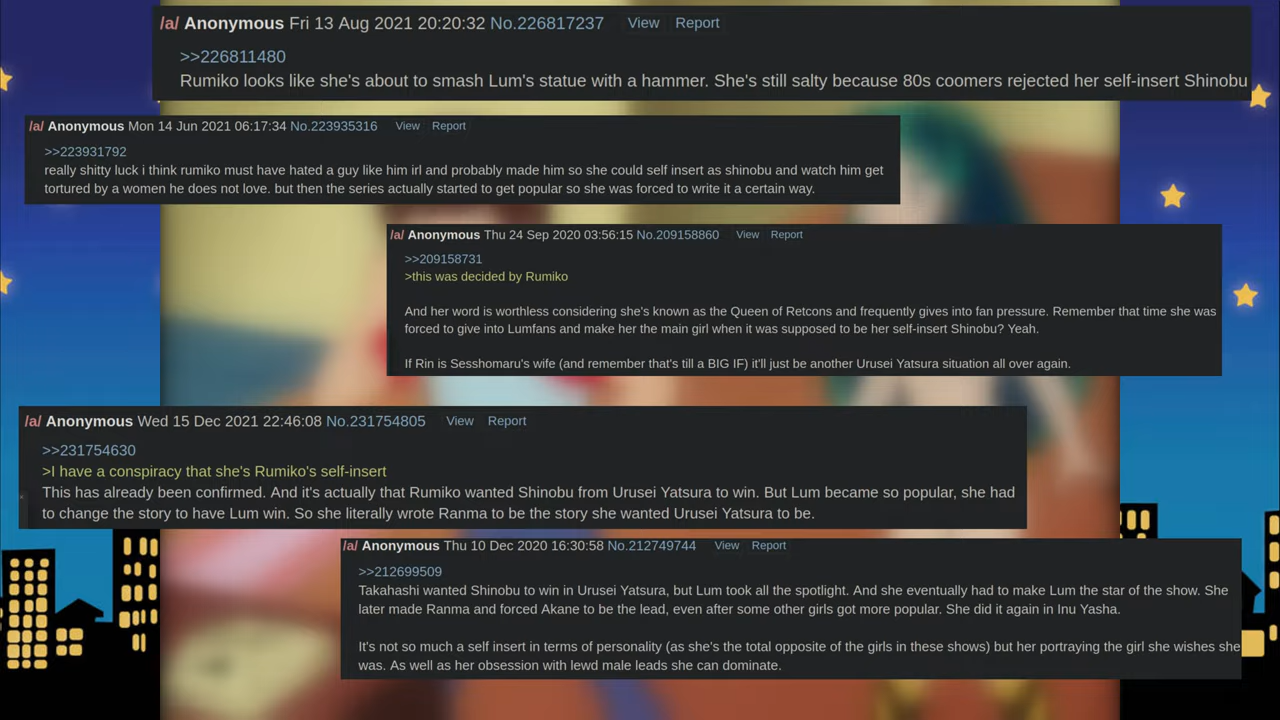 /a/ Anonymous Fri 13 Aug 2021 20:20:32 No.226817237 View Report
>>226811480
Rumiko looks like she's about to smash Lum's statue with a hammer. She's still salty because 80s coomers rejected her self-insert Shinobu
/a/ Anonymous Mon 14 Jun 2021 06:17:34 No.223935316 View Report
>>223931792
really shitty luck i think rumiko must have hated a guy like him irl and probably made him so she could self insert as shinobu and watch him get
tortured by a women he does not love. but then the series actually started to get popular so she was forced to write it a certain way.
/a/ Anonymous Thu 24 Sep 2020 03:56:15 No.209158860 View Report
>>209158731
>this was decided by Rumiko
And her word is worthless considering she's known as the Queen of Retcons and frequently gives into fan pressure. Remember that time she was
forced to give into Lumfans and make her the main girl when it was supposed to be her self-insert Shinobu? Yeah.
If Rin is Sesshomaru's wife (and remember that's till a BIG IF) it'll just be another Urusei Yatsura situation all over again.
/a/ Anonymous Wed 15 Dec 2021 22:46:08 No.231754805 View Report
>>231754630
>I have a conspiracy that she's Rumiko's self-insert
This has already been confirmed. And it's actually that Rumiko wanted Shinobu from Urusei Yatsura to win. But Lum became so popular, she had
to change the story to have Lum win. So she literally wrote Ranma to be the story she wanted Urusei Yatsura to be.
/a/ Anonymous Thu 10 Dec 2020 16:30:58 No.212749744 View Report
>>212699509
Takahashi wanted Shinobu to win in Urusei Yatsura, but Lum took all the spotlight. And she eventually had to make Lum the star of the show. She
later made Ranma and forced Akane to be the lead, even after some other girls got more popular. She did it again in Inu Yasha.
It's not so much a self insert in terms of personality (as she's the total opposite of the girls in these shows) but her portraying the girl she wishes she
was. As well as her obsession with lewd male leads she can dominate.